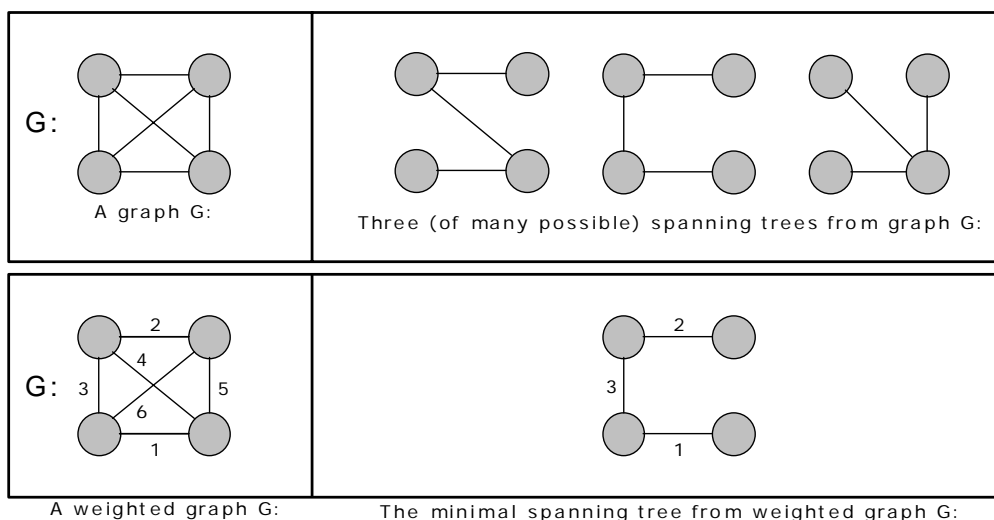 G:
A graph G:
Three (of many possible) spanning trees from graph G:
2
4
G: 3 5
6
1
2
3
1
A weighted graph G:
The minimal spanning tree from weighted graph G: